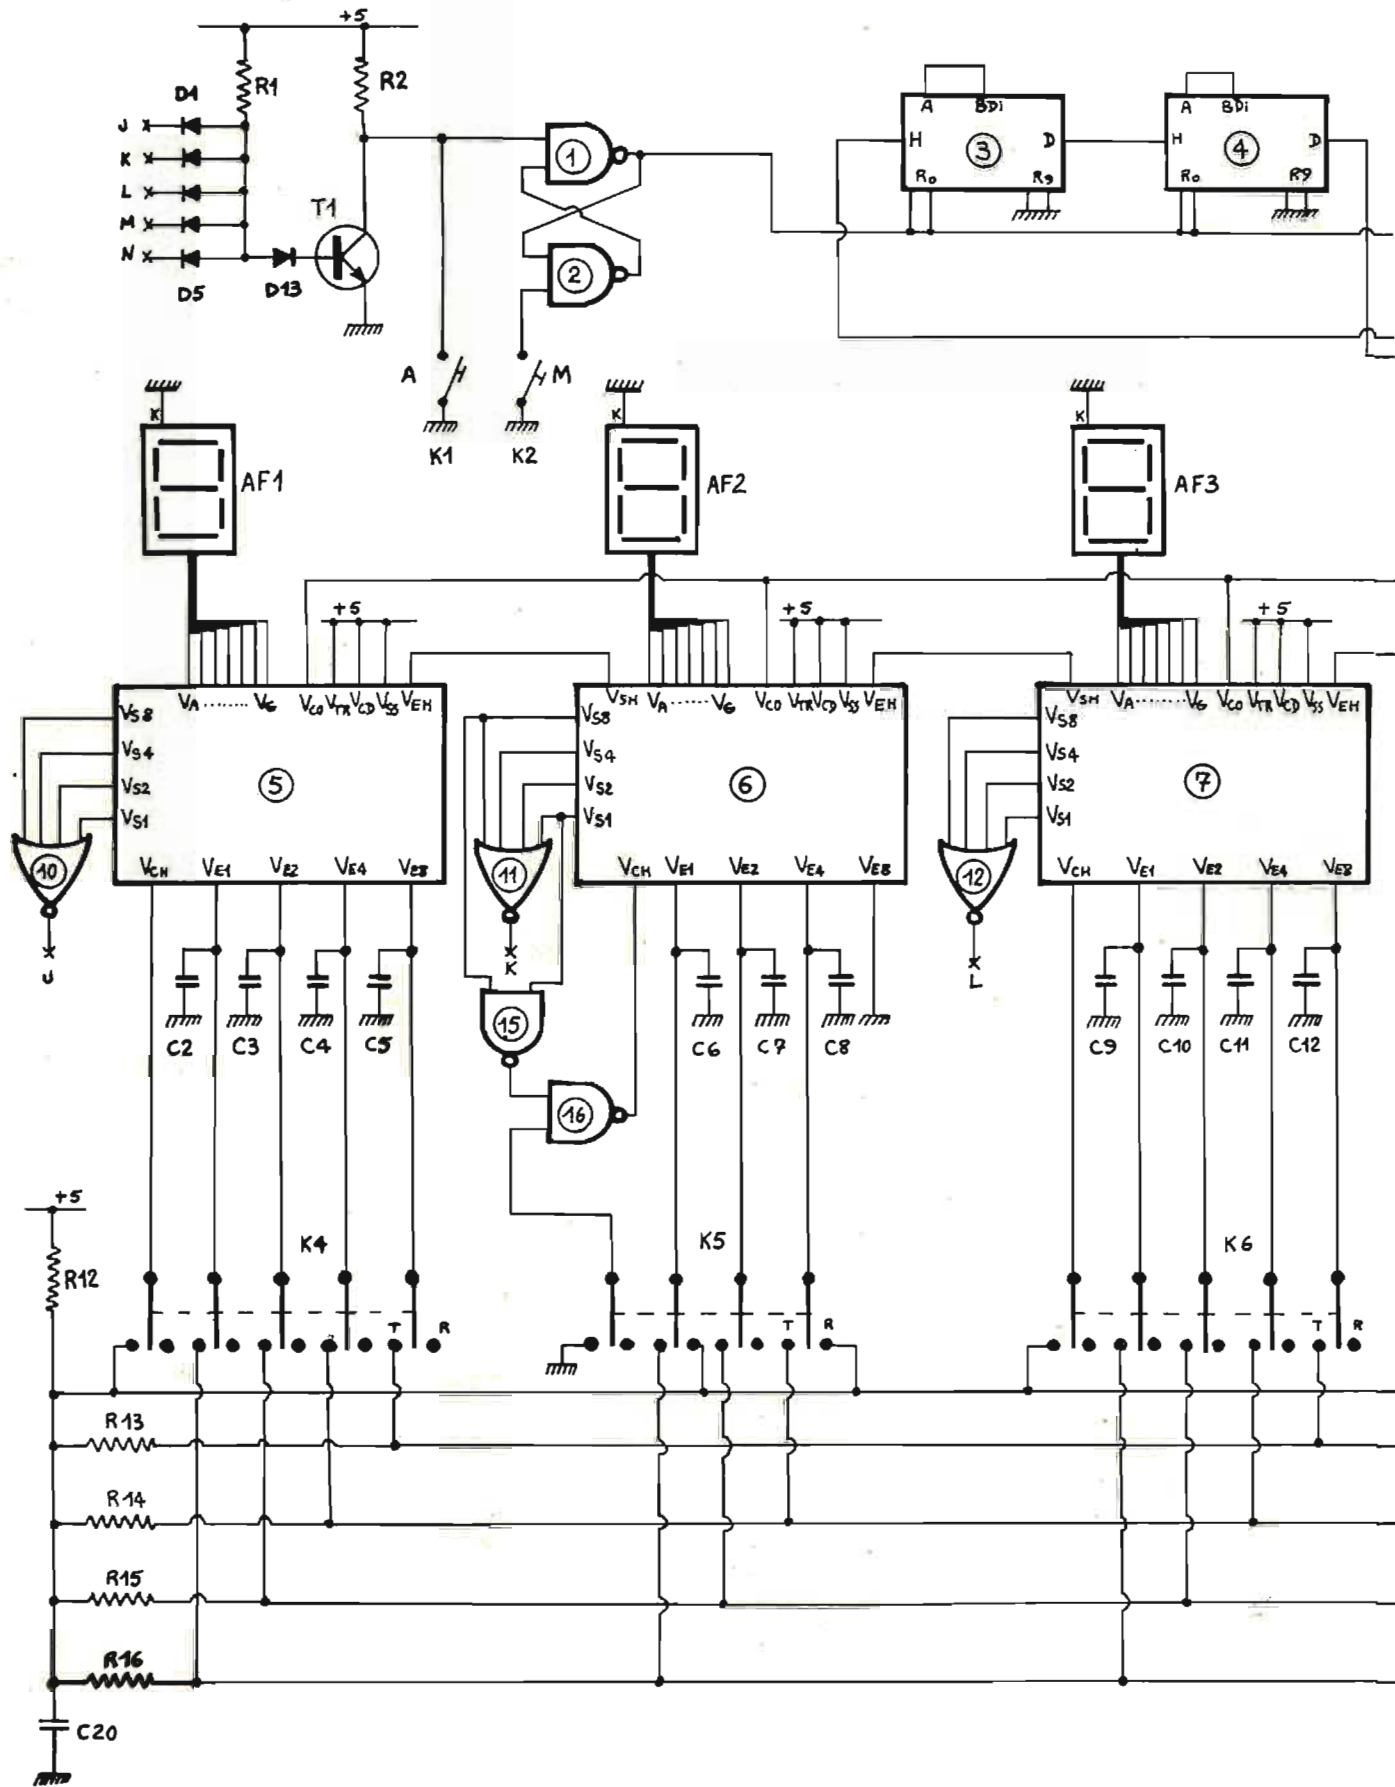 +5
R1
R2
D1
J
K
L
M
N
D5
D13
T1
1
2
A
M
K1
K2
A BDi
H 3 D
R0 R9
A BDi
H 4 D
R0 R9
K
AF1
K
AF2
K
AF3
+5
+5
+5
VA ........ VG VCO VTR VCD VSS VEH
VS8
VS4
VS2
VS1
5
VCH VE1 VE2 VE4 VE8
VSH VA ...... VG VCO VTR VCD VSS VEH
VS8
VS4
VS2
VS1
6
VCH VE1 VE2 VE4 VE8
VSH VA ........ VG VCO VTR VCD VSS VEH
VS8
VS4
VS2
VS1
7
VCH VE1 VE2 VE4 VE8
10
J
11
K
12
L
C2 C3 C4 C5
15
16
C6 C7 C8
C9 C10 C11 C12
+5
R12
K4
K5
K6
T R
T R
T R
R13
R14
R15
R16
C20